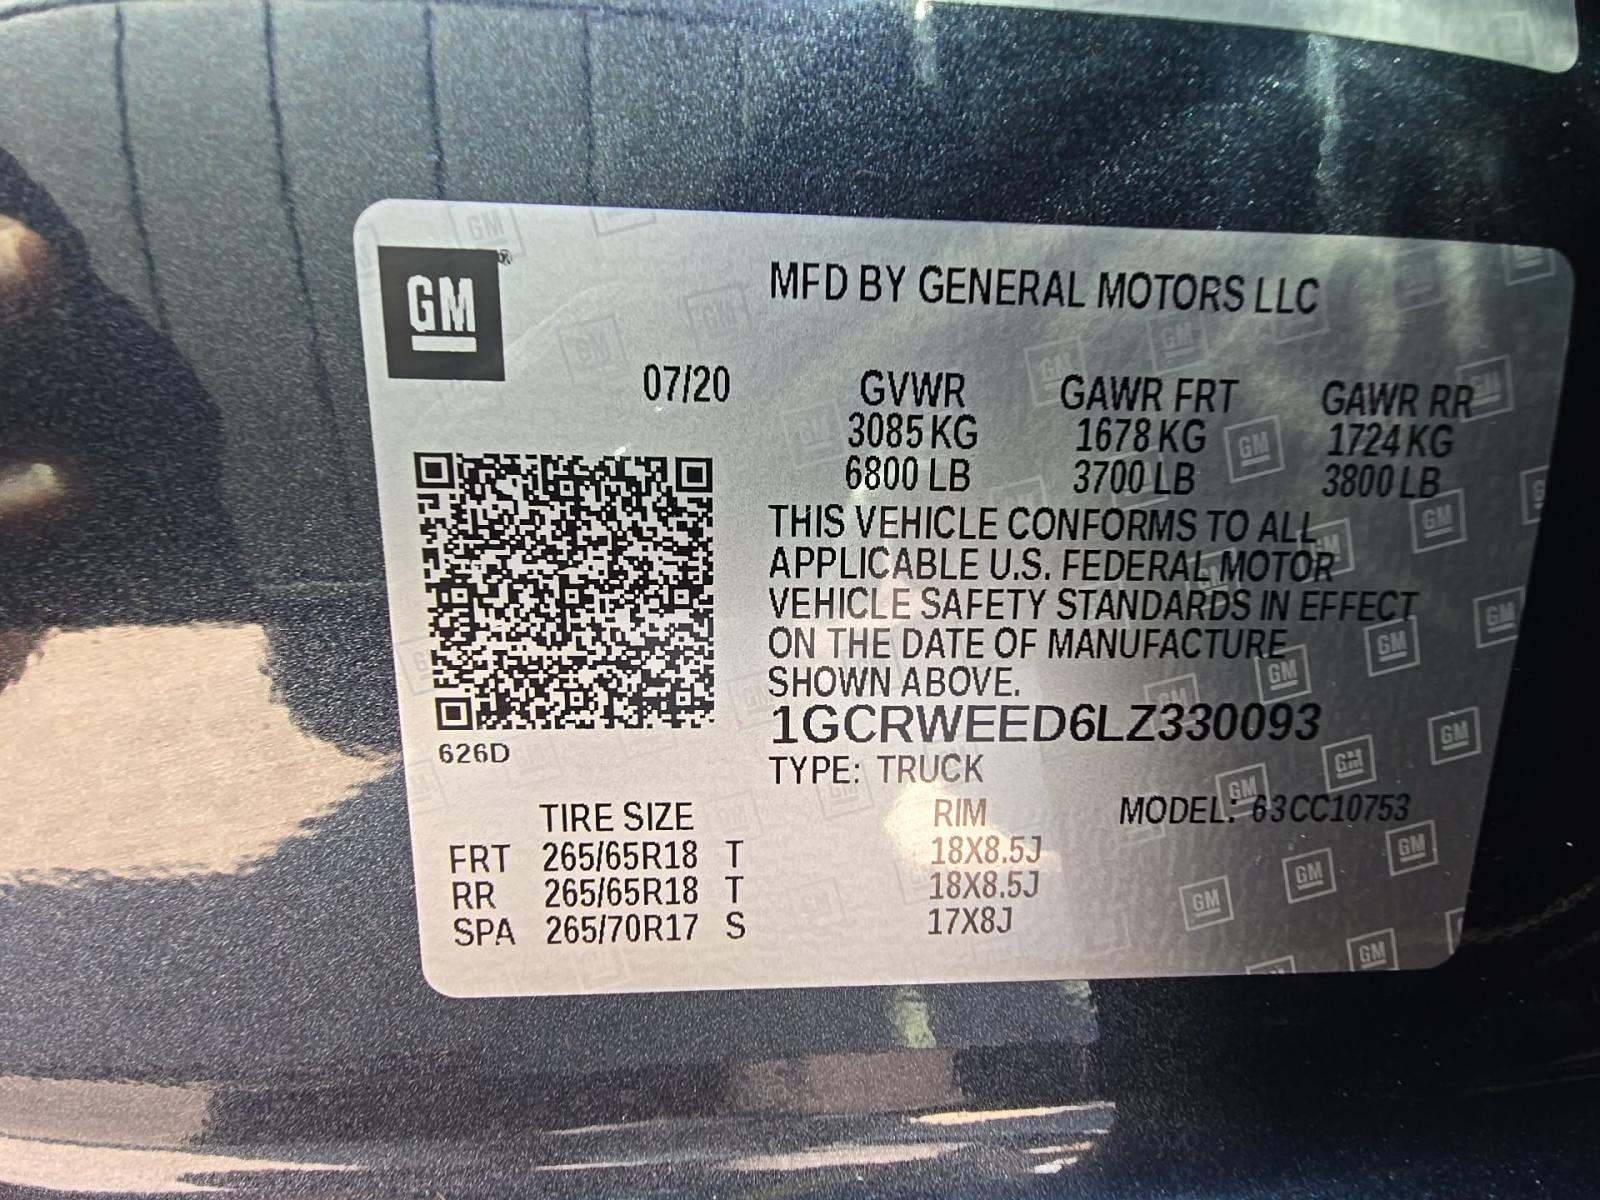 GM
MFD BY GENERAL MOTORS LLC
07/20 GVWR GAWR FRT GAWR RR
3085 KG 1678 KG 1724 KG
6800 LB 3700 LB 3800 LB
THIS VEHICLE CONFORMS TO ALL
APPLICABLE U.S. FEDERAL MOTOR
VEHICLE SAFETY STANDARDS IN EFFECT
ON THE DATE OF MANUFACTURE
SHOWN ABOVE.
1GCRWEED6LZ330093
626D
TYPE: TRUCK
TIRE SIZE RIM MODEL: 63CC10753
FRT 265/65R18 T 18X8.5J
RR 265/65R18 T 18X8.5J
SPA 265/70R17 S 17X8J